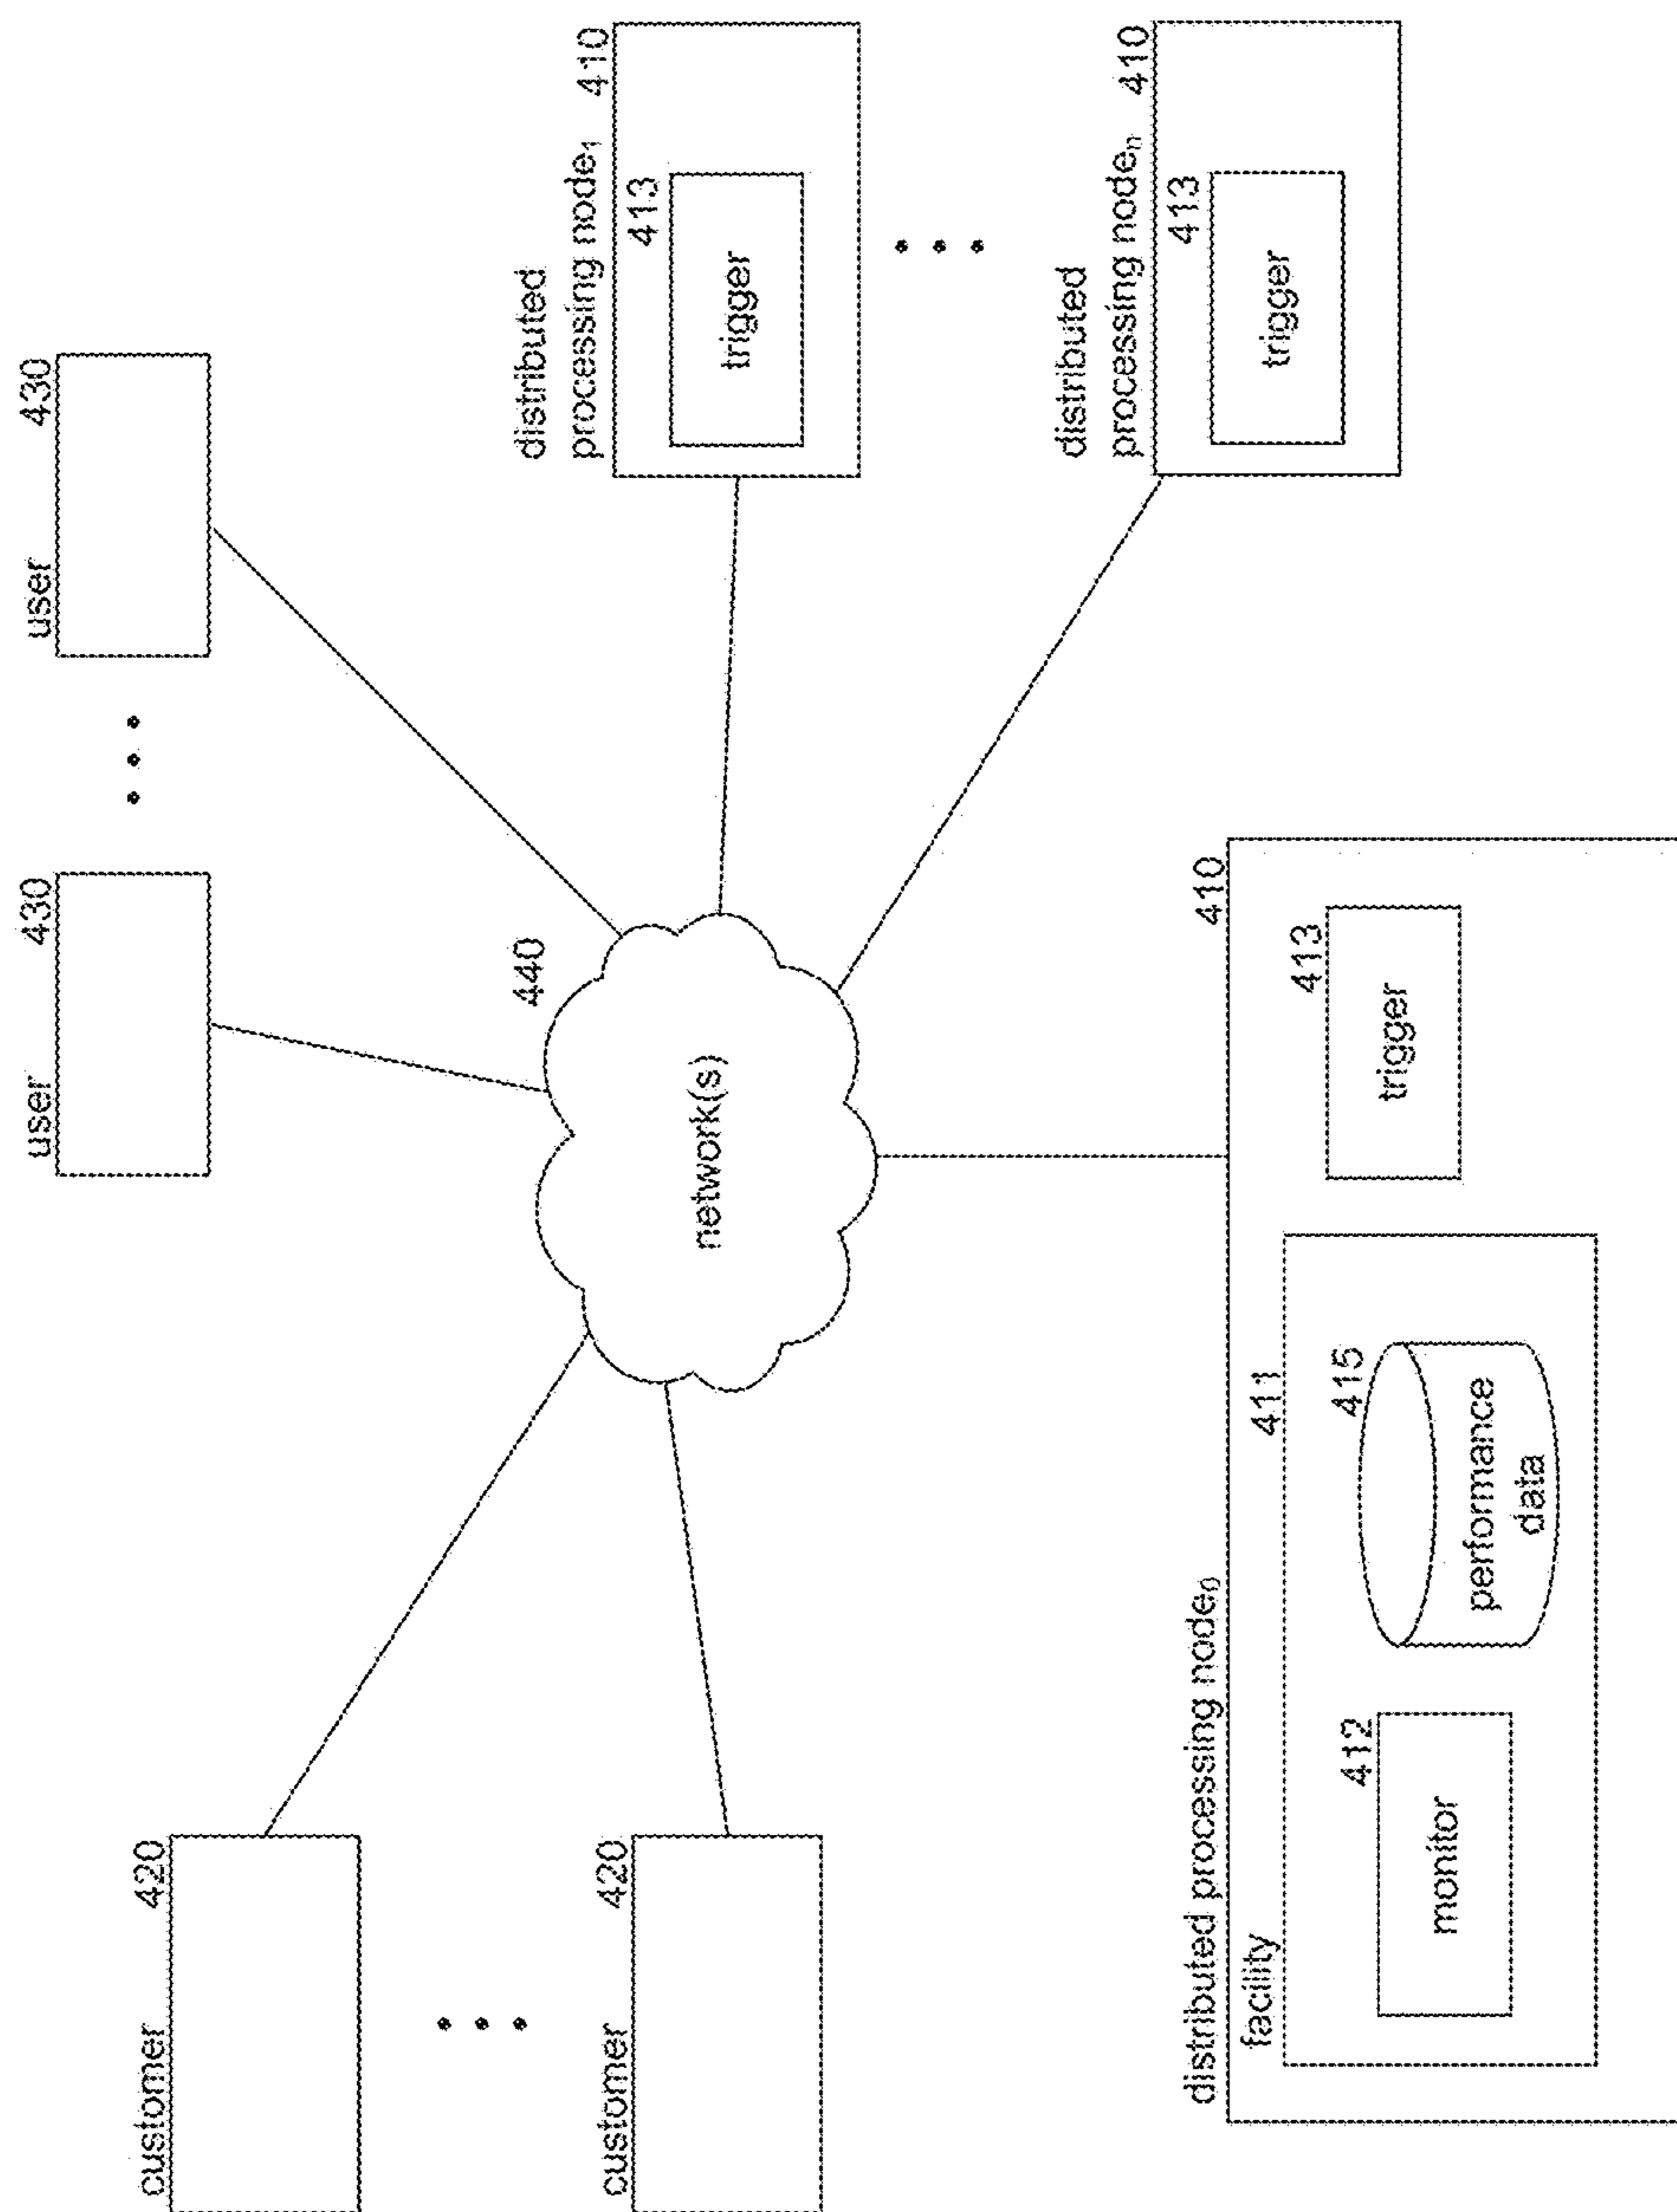 customer 420
customer 420
user 430
user 430
440
network(s)
distributed
processing node₁ 410
413
trigger
distributed
processing nodeₙ 410
413
trigger
distributed processing node₀ 410
facility 411
412
monitor
415
performance
data
413
trigger